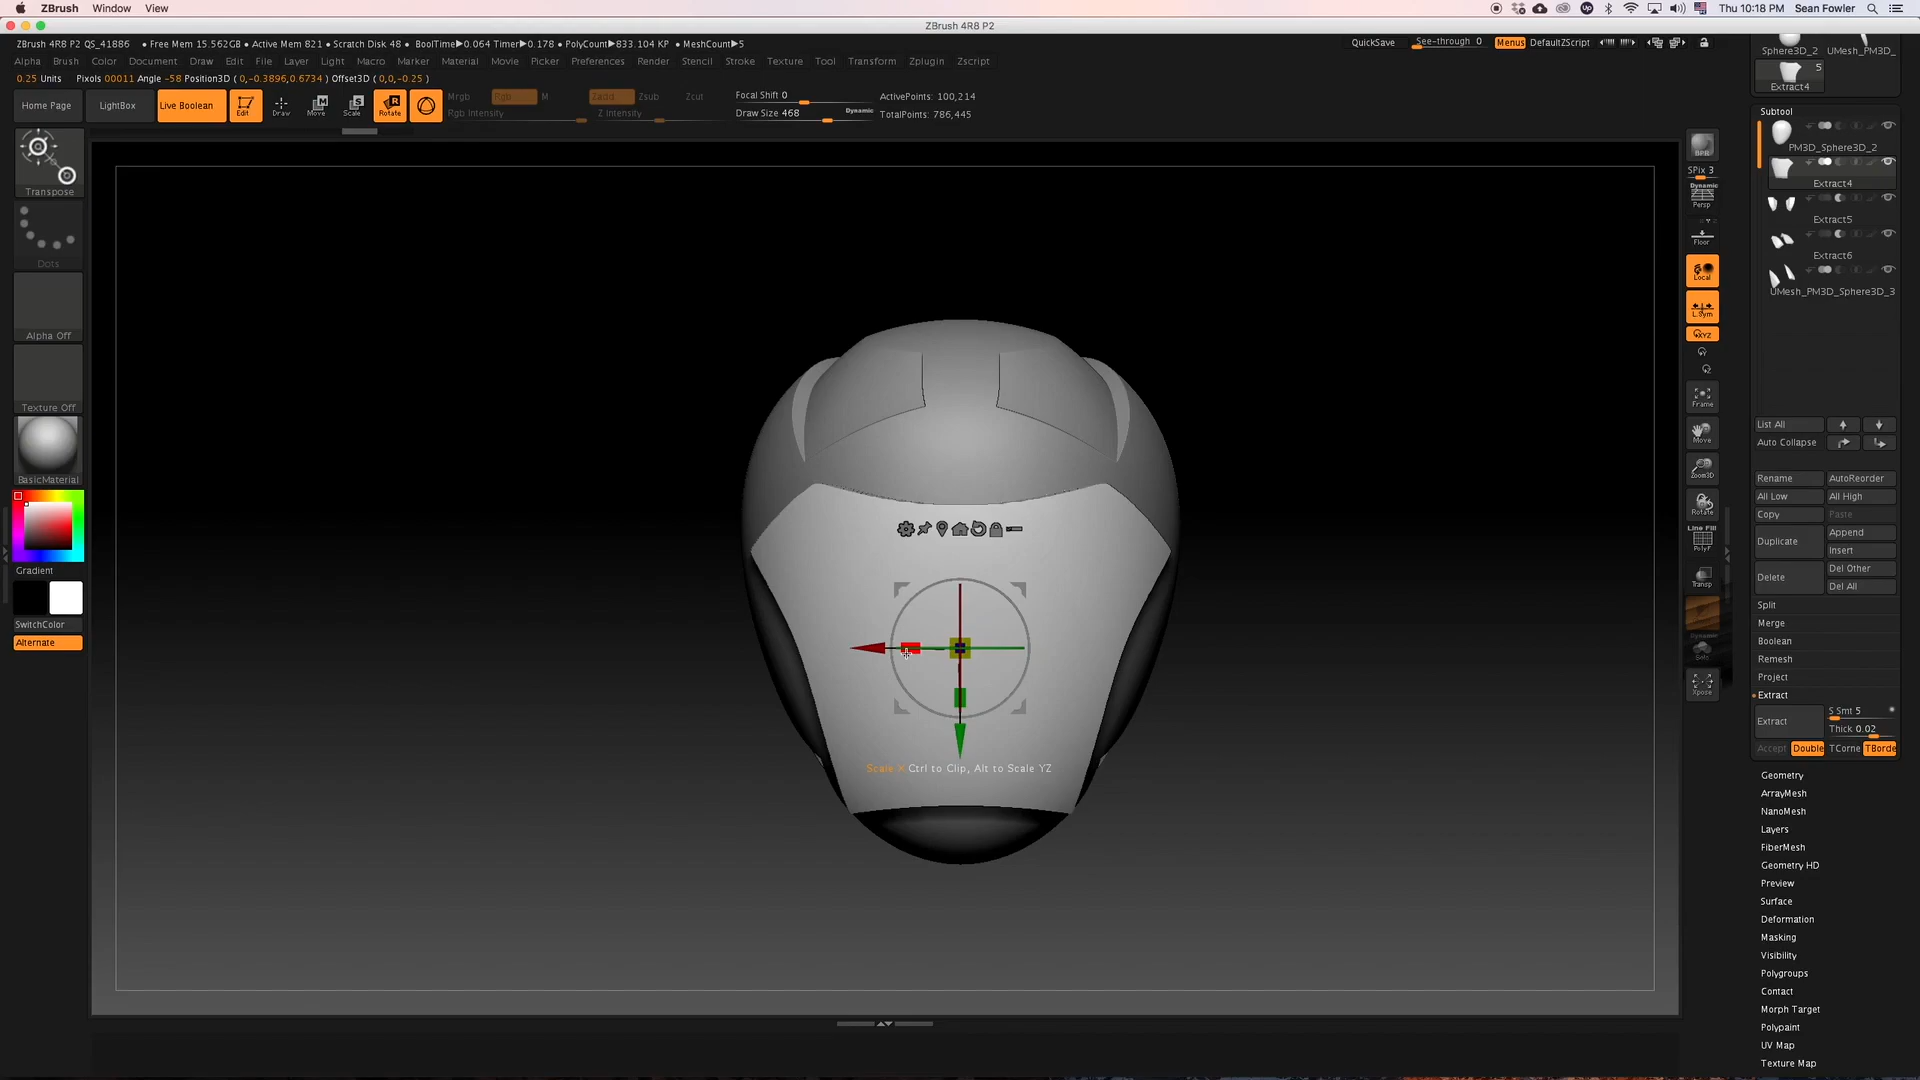 ZBrush Window View Thu 10:18 PM Sean Fowler
ZBrush 4R8 P2
ZBrush 4R8 P2 QS_41886 • Free Mem 15.562GB • Active Mem 821 • Scratch Disk 48 • BoolTime▶0.064 Timer▶0.178 • PolyCount▶833.104 KP • MeshCount▶5 QuickSave See-through 0 Menus DefaultZScript
Alpha Brush Color Document Draw Edit File Layer Light Macro Marker Material Movie Picker Preferences Render Stencil Stroke Texture Tool Transform Zplugin Zscript
0.25 Units Pixols 00011 Angle -58 Position3D ( 0,-0.3896,0.6734 ) Offset3D ( 0,0,-0.25 )
Home Page LightBox Live Boolean Edit Draw Move Scale Rotate
Mrgb Rgb M Zadd Zsub Zcut
Rgb Intensity Z Intensity
Focal Shift 0
Draw Size 468 Dynamic
ActivePoints: 100,214
TotalPoints: 786,445
Transpose
Dots
Alpha Off
Texture Off
BasicMaterial
Gradient
SwitchColor
Alternate
Scale X Ctrl to Clip, Alt to Scale YZ
BPR
SPix 3
Dynamic
Persp
Floor
Local
L.Sym
XYZ
Frame
Move
Zoom3D
Rotate
Line Fill
PolyF
Transp
Dynamic
Solo
Xpose
Sphere3D_2 UMesh_PM3D_
5
Extract4
Subtool
PM3D_Sphere3D_2
Extract4
Extract5
Extract6
UMesh_PM3D_Sphere3D_3
List All
Auto Collapse
Rename AutoReorder
All Low All High
Copy Paste
Duplicate Append
Insert
Delete Del Other
Del All
Split
Merge
Boolean
Remesh
Project
Extract
Extract S Smt 5
Thick 0.02
Accept Double TCorne TBorde
Geometry
ArrayMesh
NanoMesh
Layers
FiberMesh
Geometry HD
Preview
Surface
Deformation
Masking
Visibility
Polygroups
Contact
Morph Target
Polypaint
UV Map
Texture Map